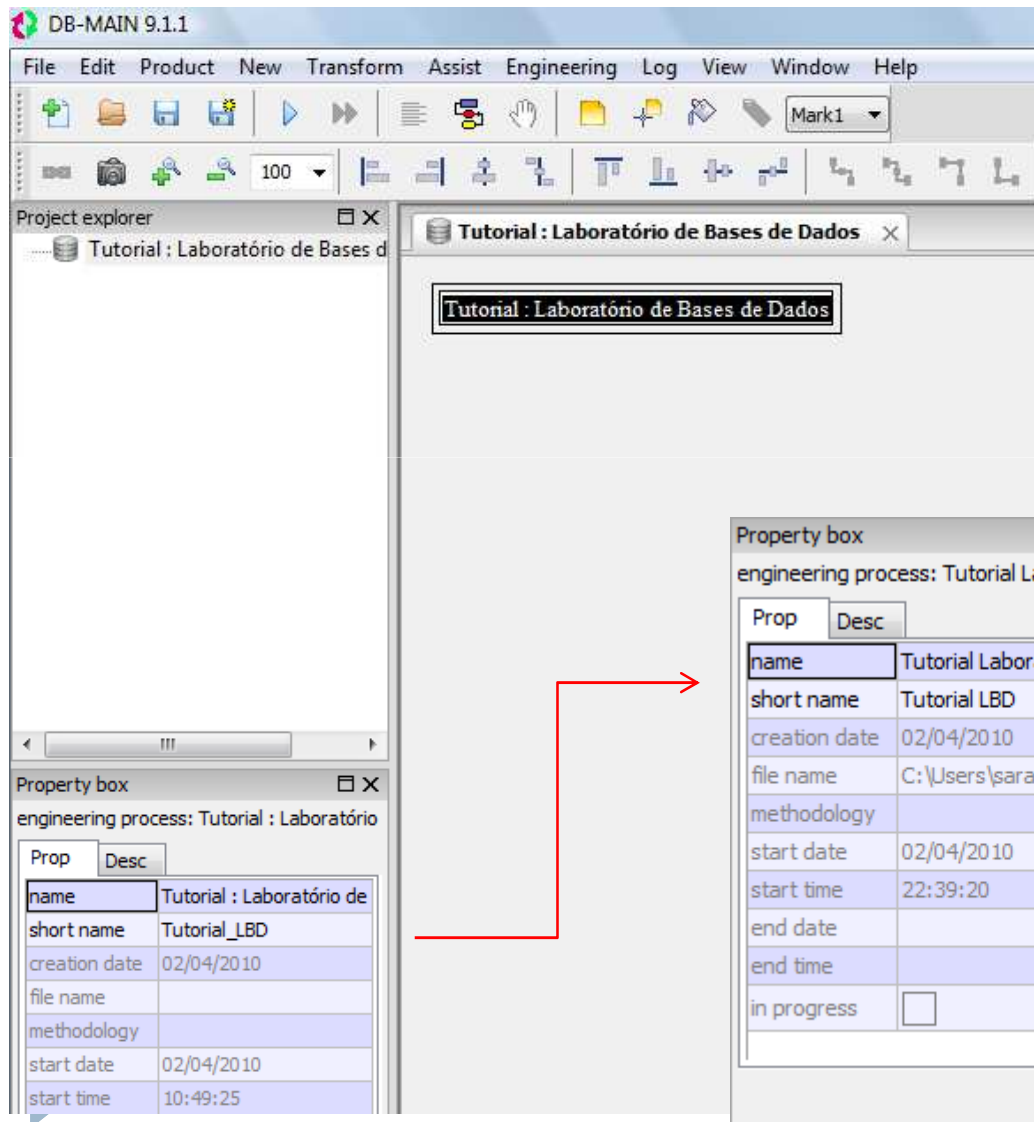 DB-MAIN 9.1.1
File Edit Product New Transform Assist Engineering Log View Window Help
Mark1
100
Project explorer
Tutorial : Laboratório de Bases d
Tutorial : Laboratório de Bases de Dados
Tutorial : Laboratório de Bases de Dados
Property box
engineering process: Tutorial : Laboratório
Prop Desc
name Tutorial : Laboratório de
short name Tutorial_LBD
creation date 02/04/2010
file name
methodology
start date 02/04/2010
start time 10:49:25
Property box
engineering process: Tutorial La
Prop Desc
name Tutorial Labor
short name Tutorial LBD
creation date 02/04/2010
file name C:\Users\sara
methodology
start date 02/04/2010
start time 22:39:20
end date
end time
in progress